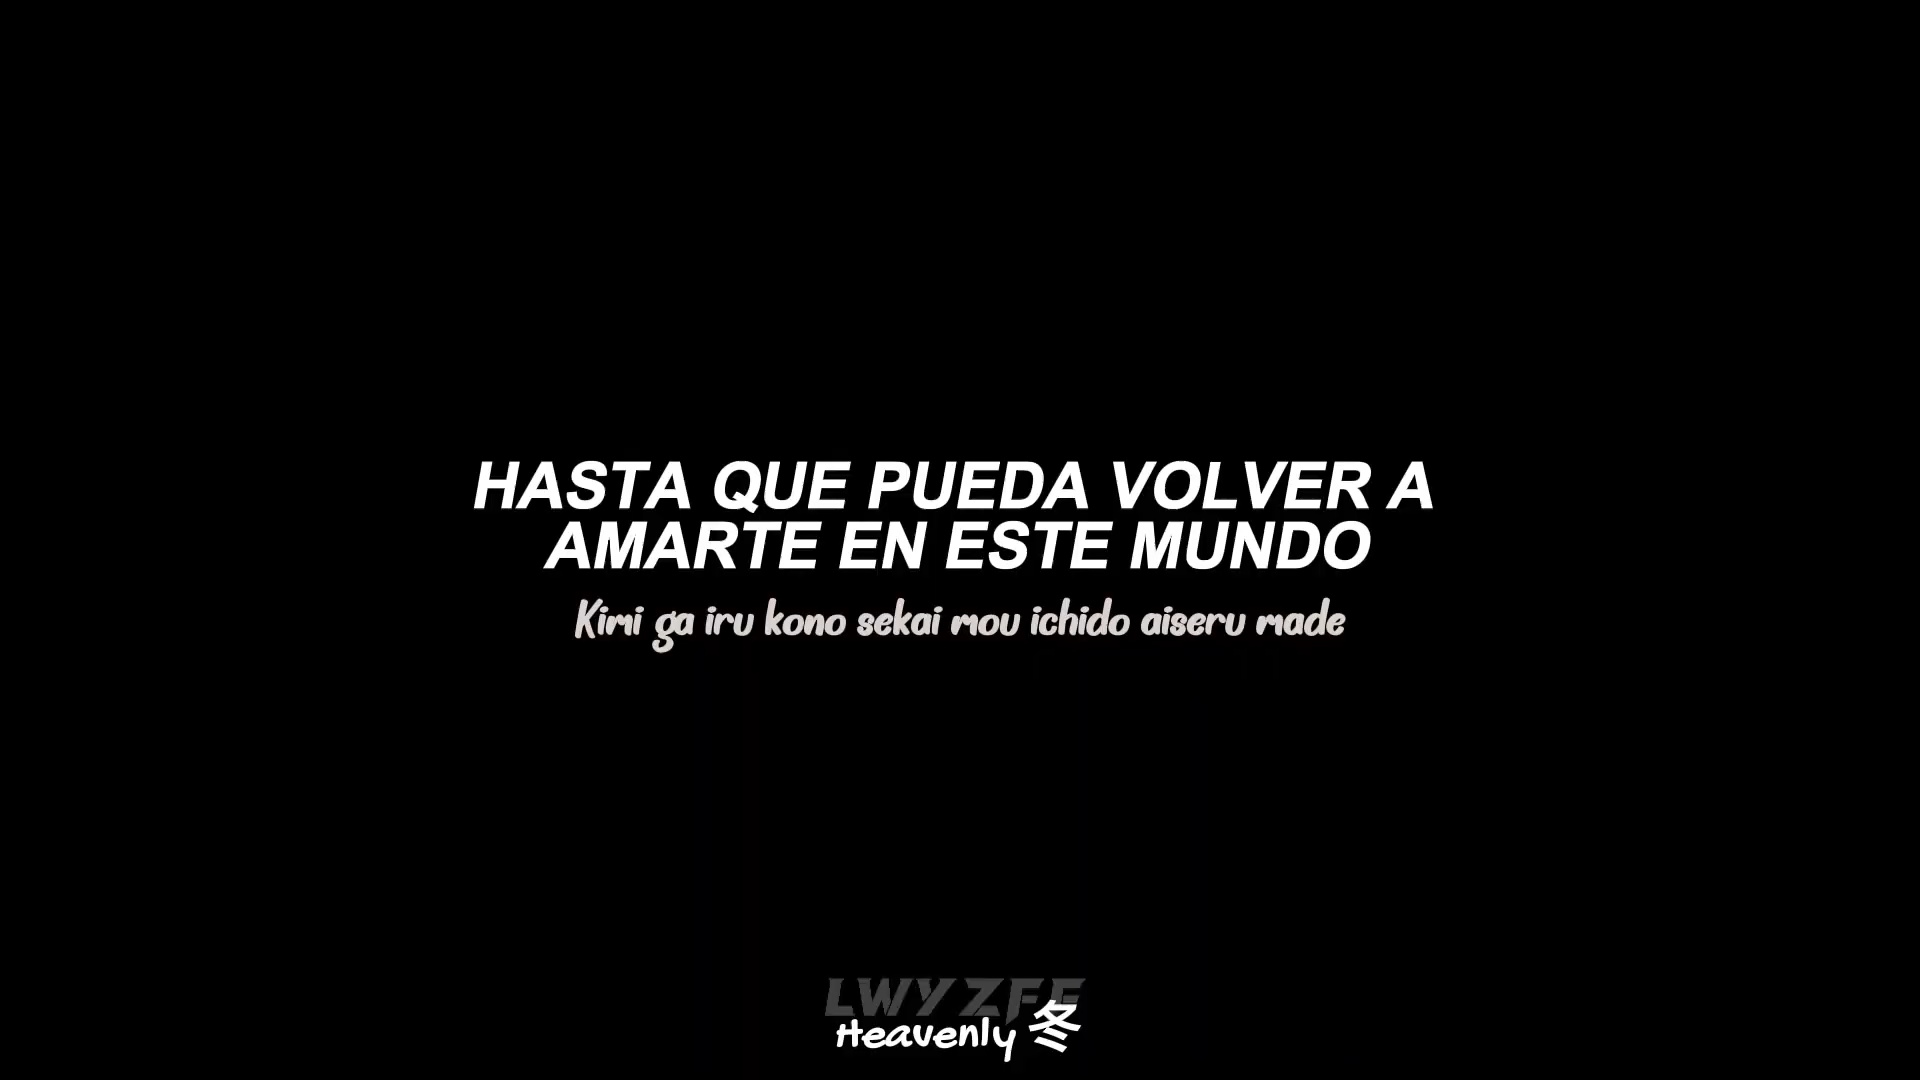 HASTA QUE PUEDA VOLVER A
AMARTE EN ESTE MUNDO
Kimi ga iru kono sekai mou ichido aiseru made
LWYZFE
Heavenly 冬